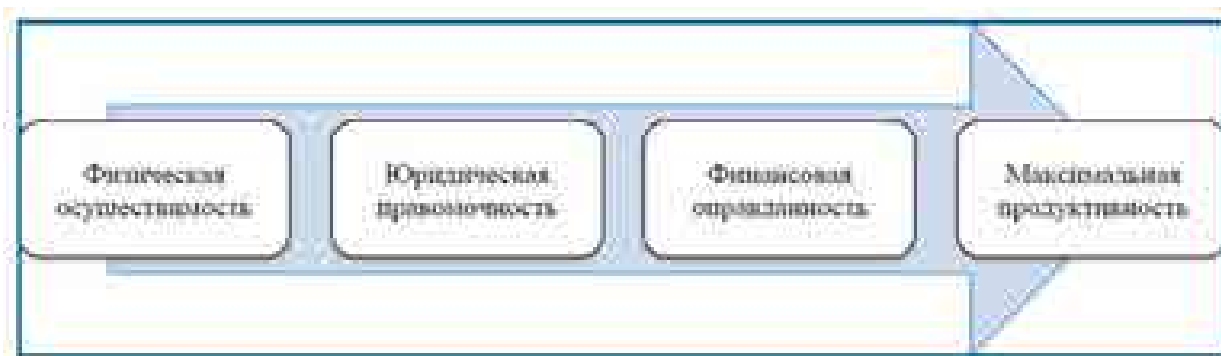 Физическая
осуществимость
Юридическая
правомочность
Финансовая
оправданность
Максимальная
продуктивность